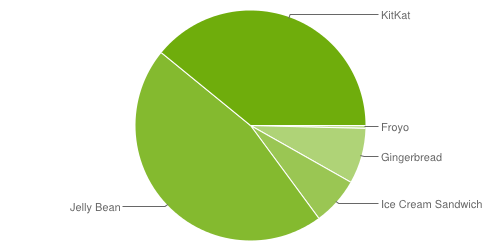 KitKat
Froyo
Gingerbread
Ice Cream Sandwich
Jelly Bean